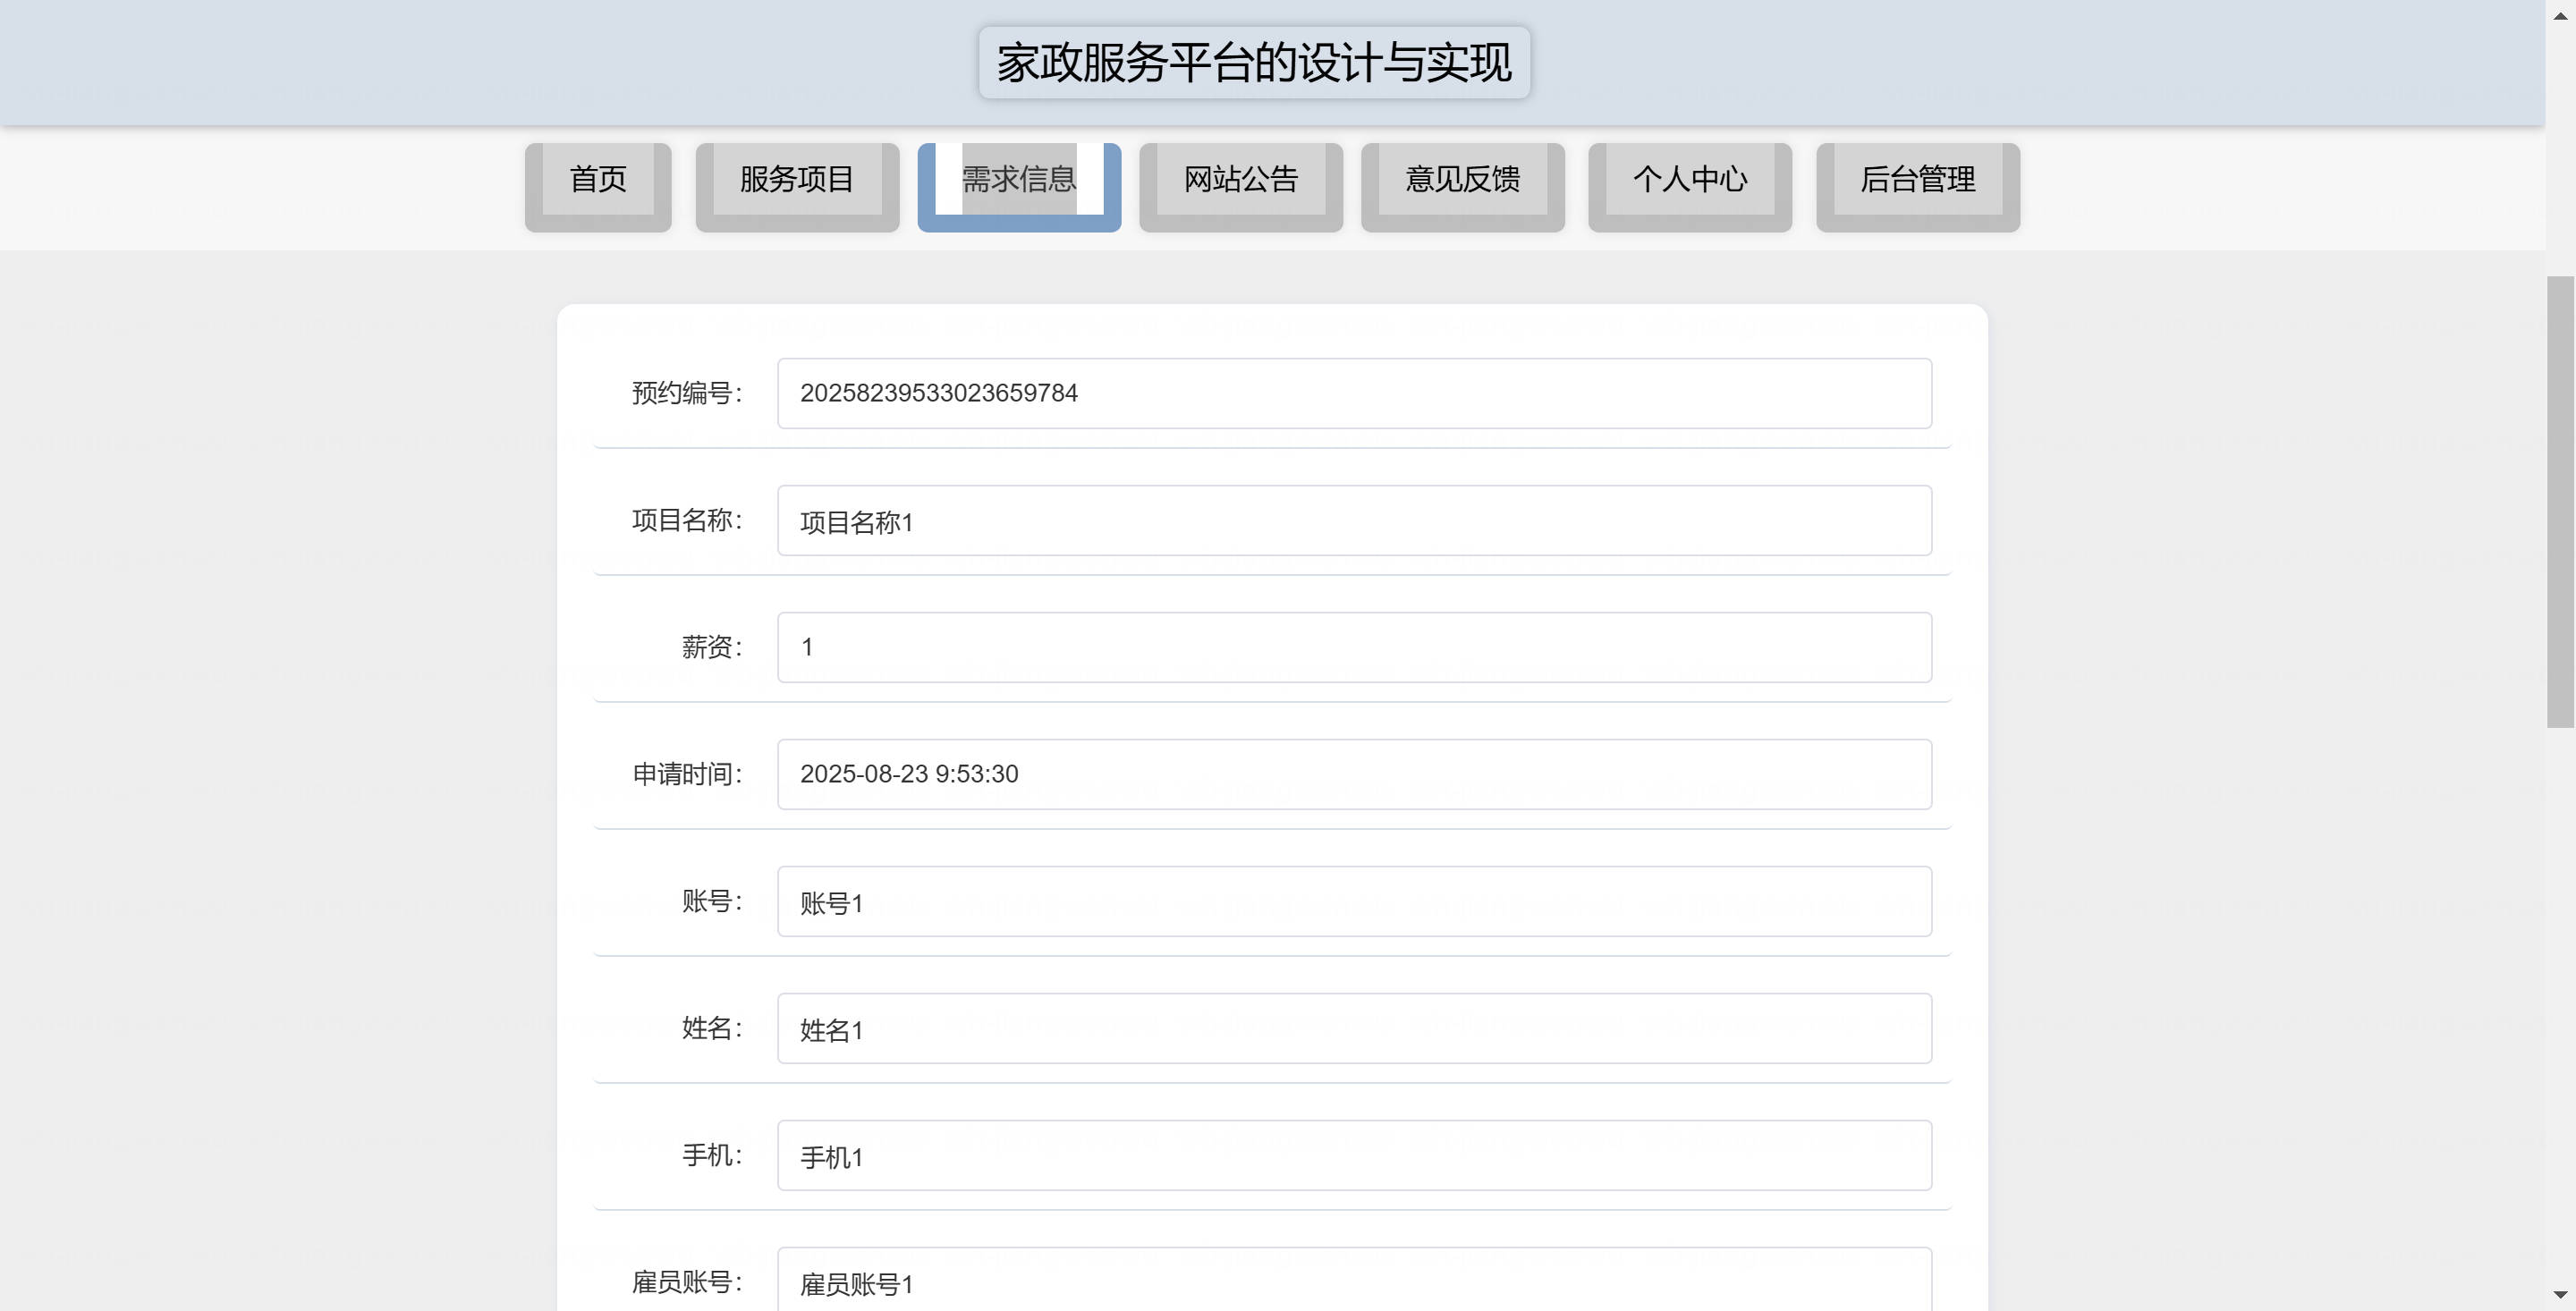 家政服务平台的设计与实现
首页 服务项目 需求信息 网站公告 意见反馈 个人中心 后台管理
预约编号： 20258239533023659784
项目名称： 项目名称1
薪资： 1
申请时间： 2025-08-23 9:53:30
账号： 账号1
姓名： 姓名1
手机： 手机1
雇员账号： 雇员账号1